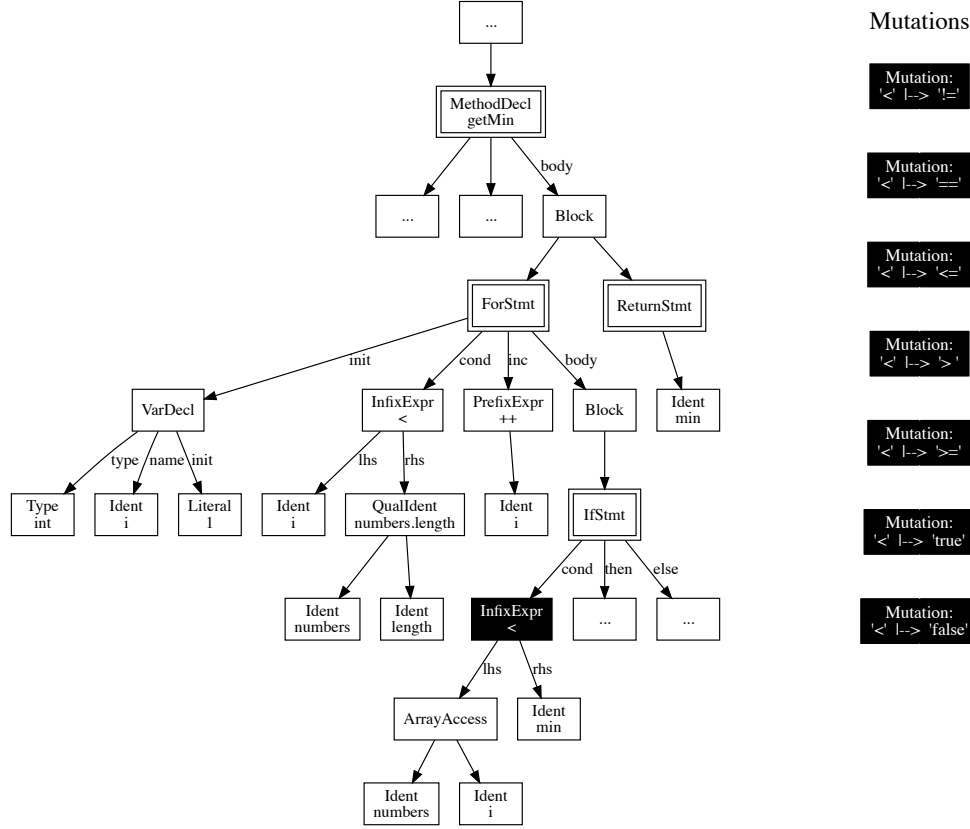 ...
Mutations
MethodDecl
getMin
Mutation:
'<' |--> '!='
body
...
...
Block
Mutation:
'<' |--> '=='
ForStmt
ReturnStmt
Mutation:
'<' |--> '<='
init
cond
inc
body
Mutation:
'<' |--> '>'
VarDecl
InfixExpr
<
PrefixExpr
++
Block
Ident
min
type
name
init
lhs
rhs
Mutation:
'<' |--> '>='
Type
int
Ident
i
Literal
1
Ident
i
QualIdent
numbers.length
Ident
i
IfStmt
Mutation:
'<' |--> 'true'
cond
then
else
Ident
numbers
Ident
length
InfixExpr
<
...
...
Mutation:
'<' |--> 'false'
lhs
rhs
ArrayAccess
Ident
min
Ident
numbers
Ident
i